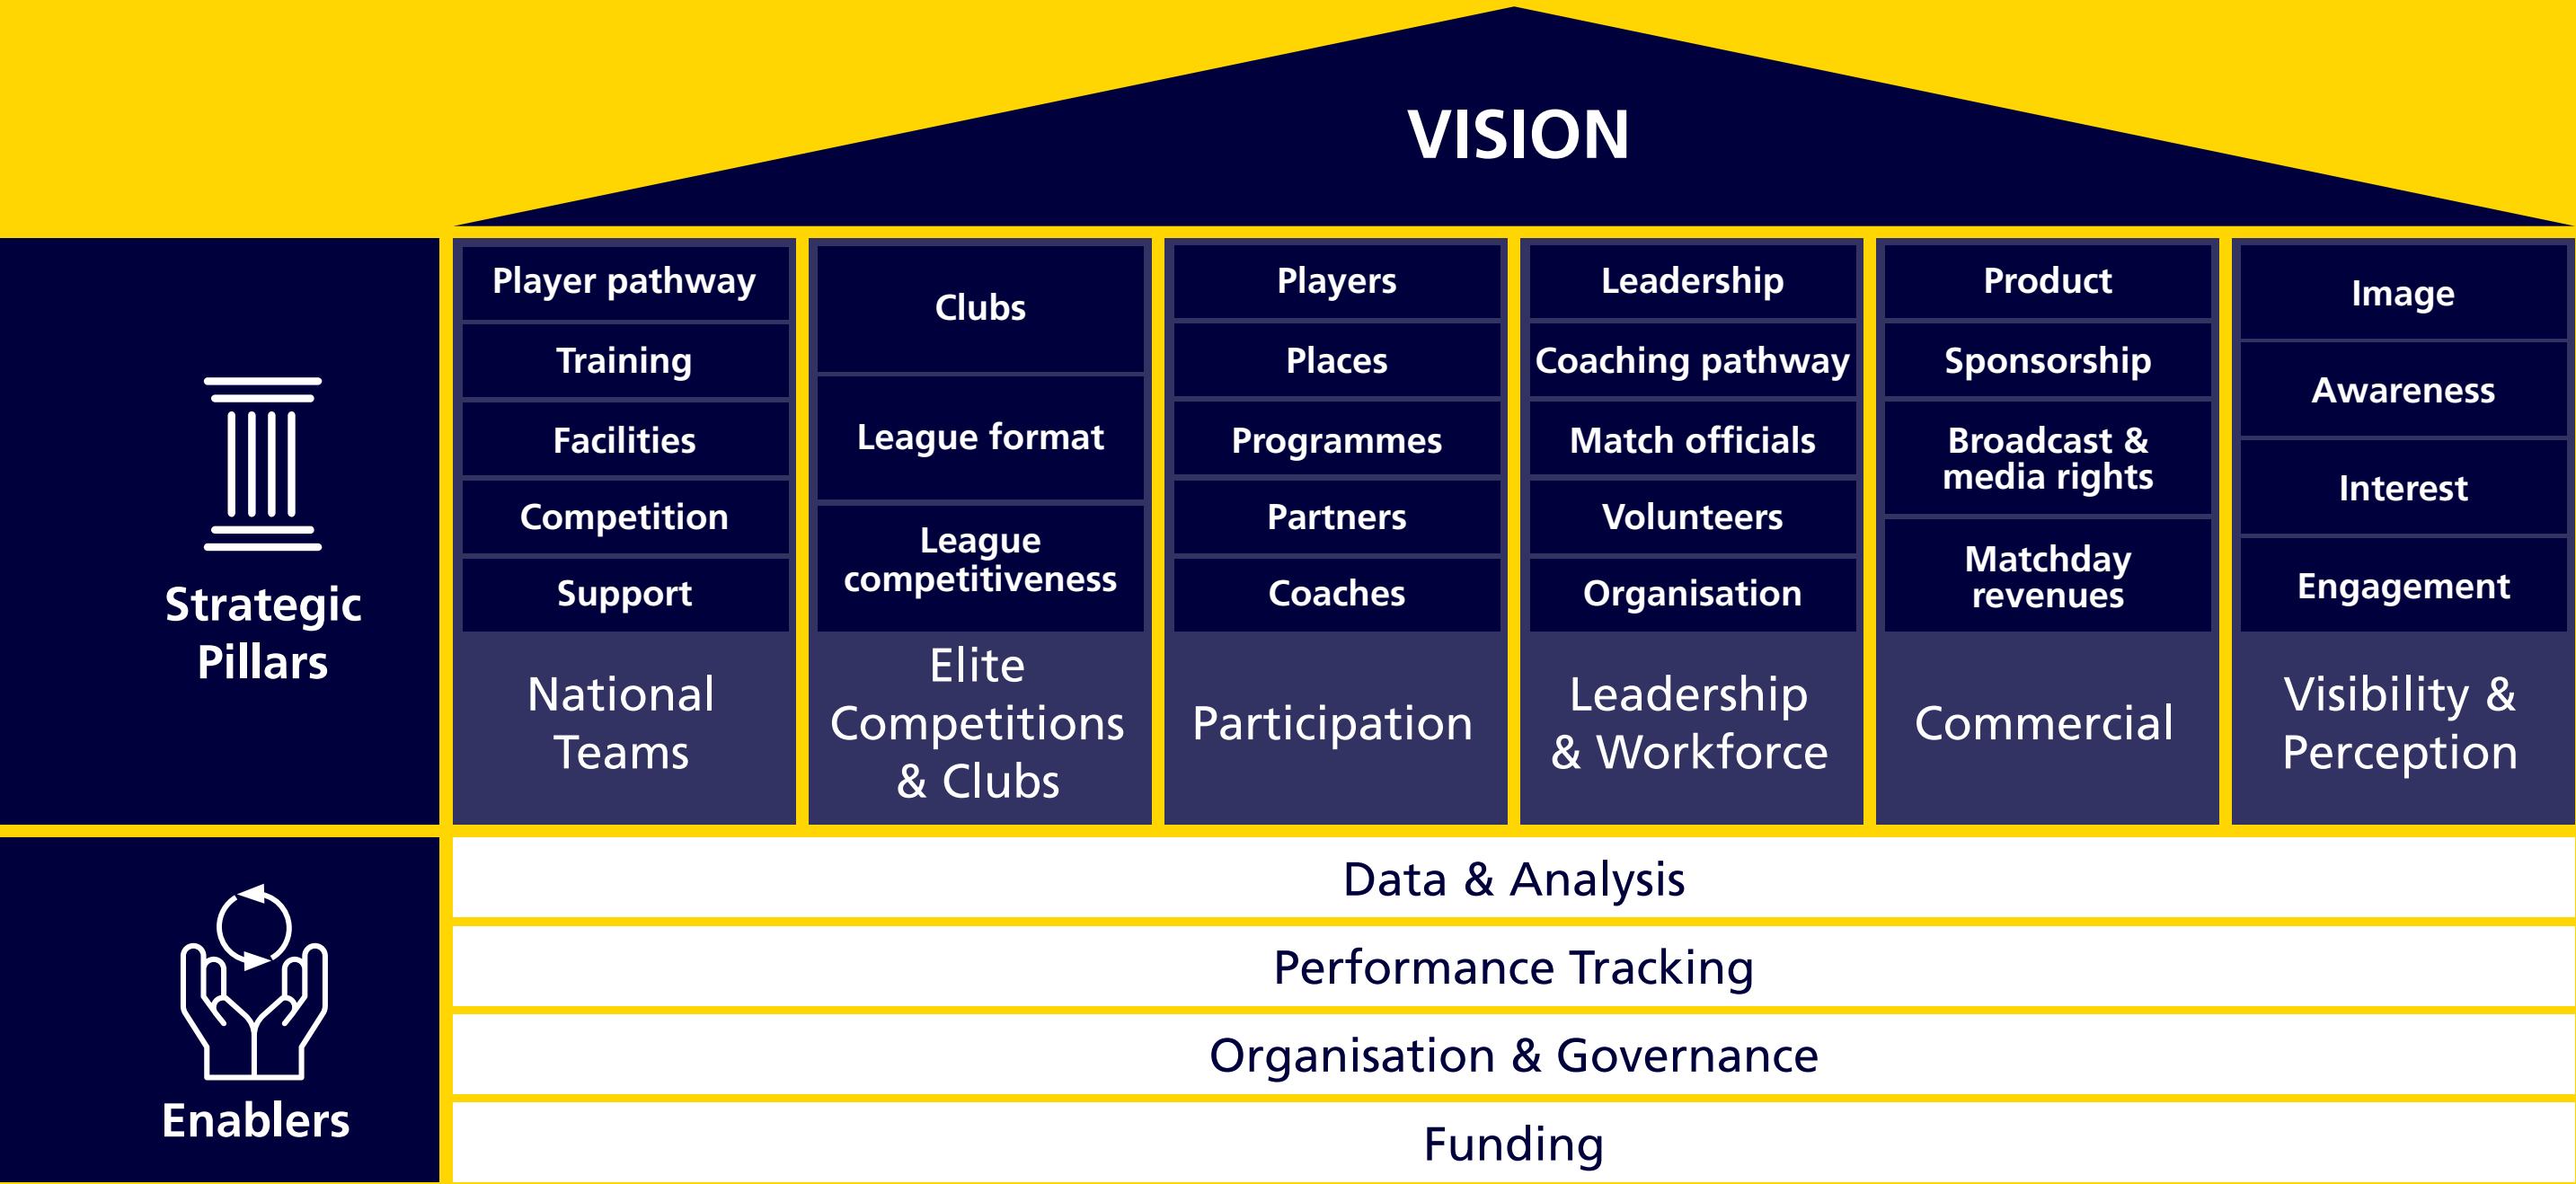 VISION
Strategic
Pillars
Player pathway
Training
Facilities
Competition
Support
National
Teams
Clubs
League format
League
competitiveness
Elite
Competitions
& Clubs
Players
Places
Programmes
Partners
Coaches
Participation
Leadership
Coaching pathway
Match officials
Volunteers
Organisation
Leadership
& Workforce
Product
Sponsorship
Broadcast &
media rights
Matchday
revenues
Commercial
Image
Awareness
Interest
Engagement
Visibility &
Perception
Enablers
Data & Analysis
Performance Tracking
Organisation & Governance
Funding